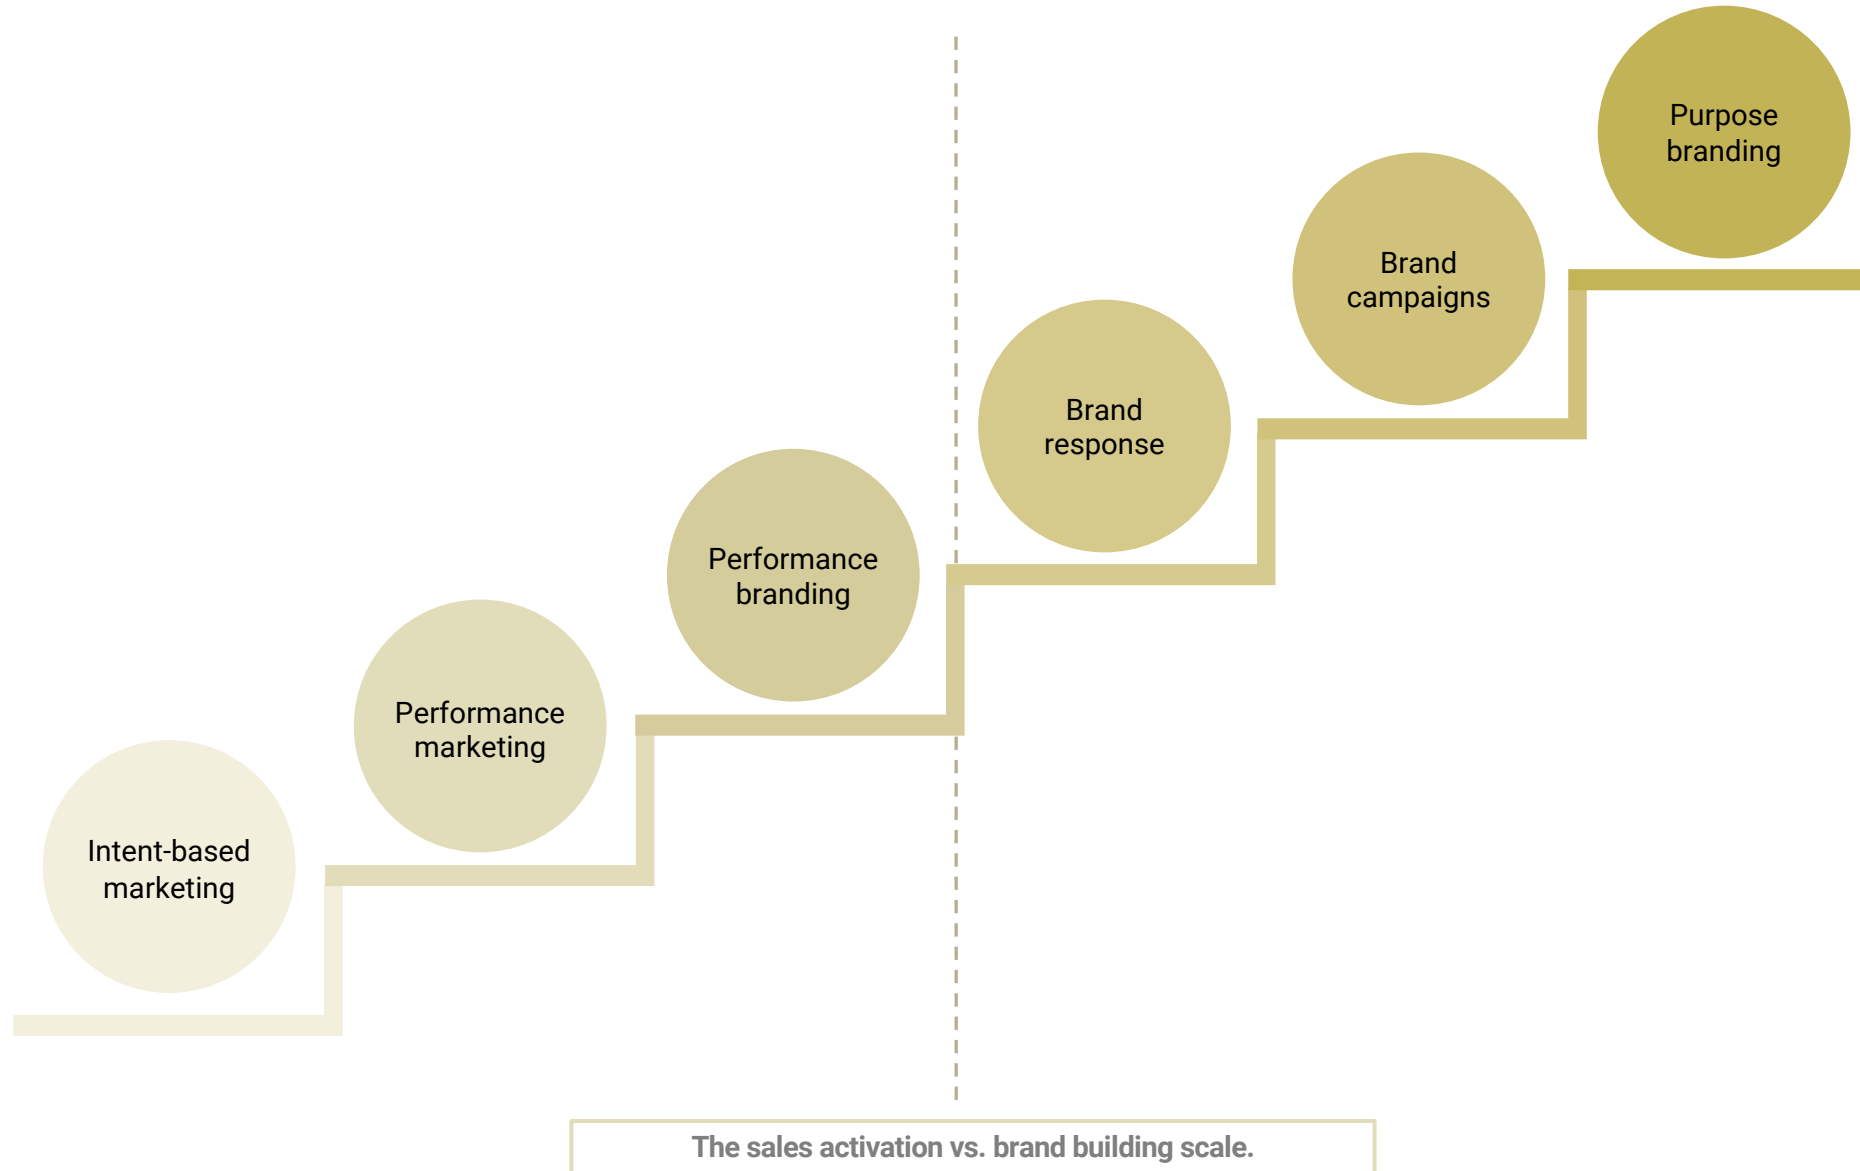 Purpose
branding
Brand
campaigns
Brand
response
Performance
branding
Performance
marketing
Intent-based
marketing
The sales activation vs. brand building scale.